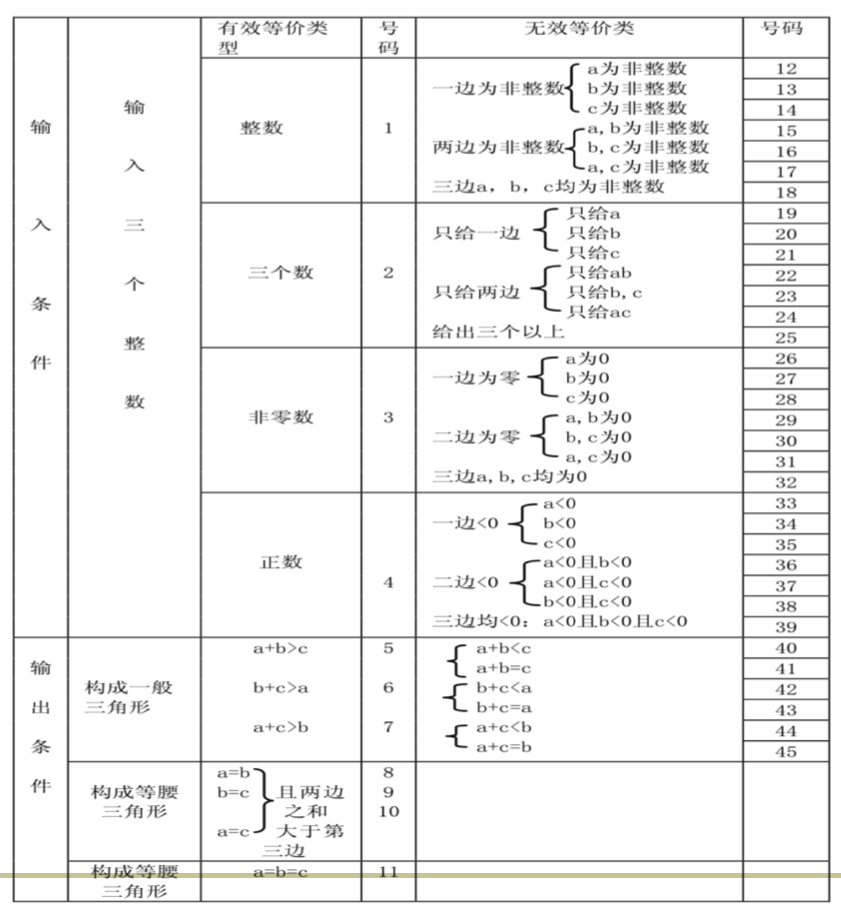 有效等价类型 号码 无效等价类 号码
输入条件
输入三个整数
整数 1
一边为非整数
a为非整数 12
b为非整数 13
c为非整数 14
两边为非整数
a,b为非整数 15
b,c为非整数 16
a,c为非整数 17
三边a，b，c均为非整数 18
三个数 2
只给一边
只给a 19
只给b 20
只给c 21
只给两边
只给ab 22
只给b,c 23
只给ac 24
给出三个以上 25
非零数 3
一边为零
a为0 26
b为0 27
c为0 28
二边为零
a,b为0 29
b,c为0 30
a,c为0 31
三边a,b,c均为0 32
正数 4
一边<0
a<0 33
b<0 34
c<0 35
二边<0
a<0且b<0 36
a<0且c<0 37
b<0且c<0 38
三边均<0：a<0且b<0且c<0 39
输出条件
构成一般
三角形
a+b>c 5
a+b<c 40
a+b=c 41
b+c>a 6
b+c<a 42
b+c=a 43
a+c>b 7
a+c<b 44
a+c=b 45
构成等腰
三角形
a=b 8
b=c 9
10
a=c
且两边
之和
大于第
三边
构成等腰
三角形
a=b=c 11